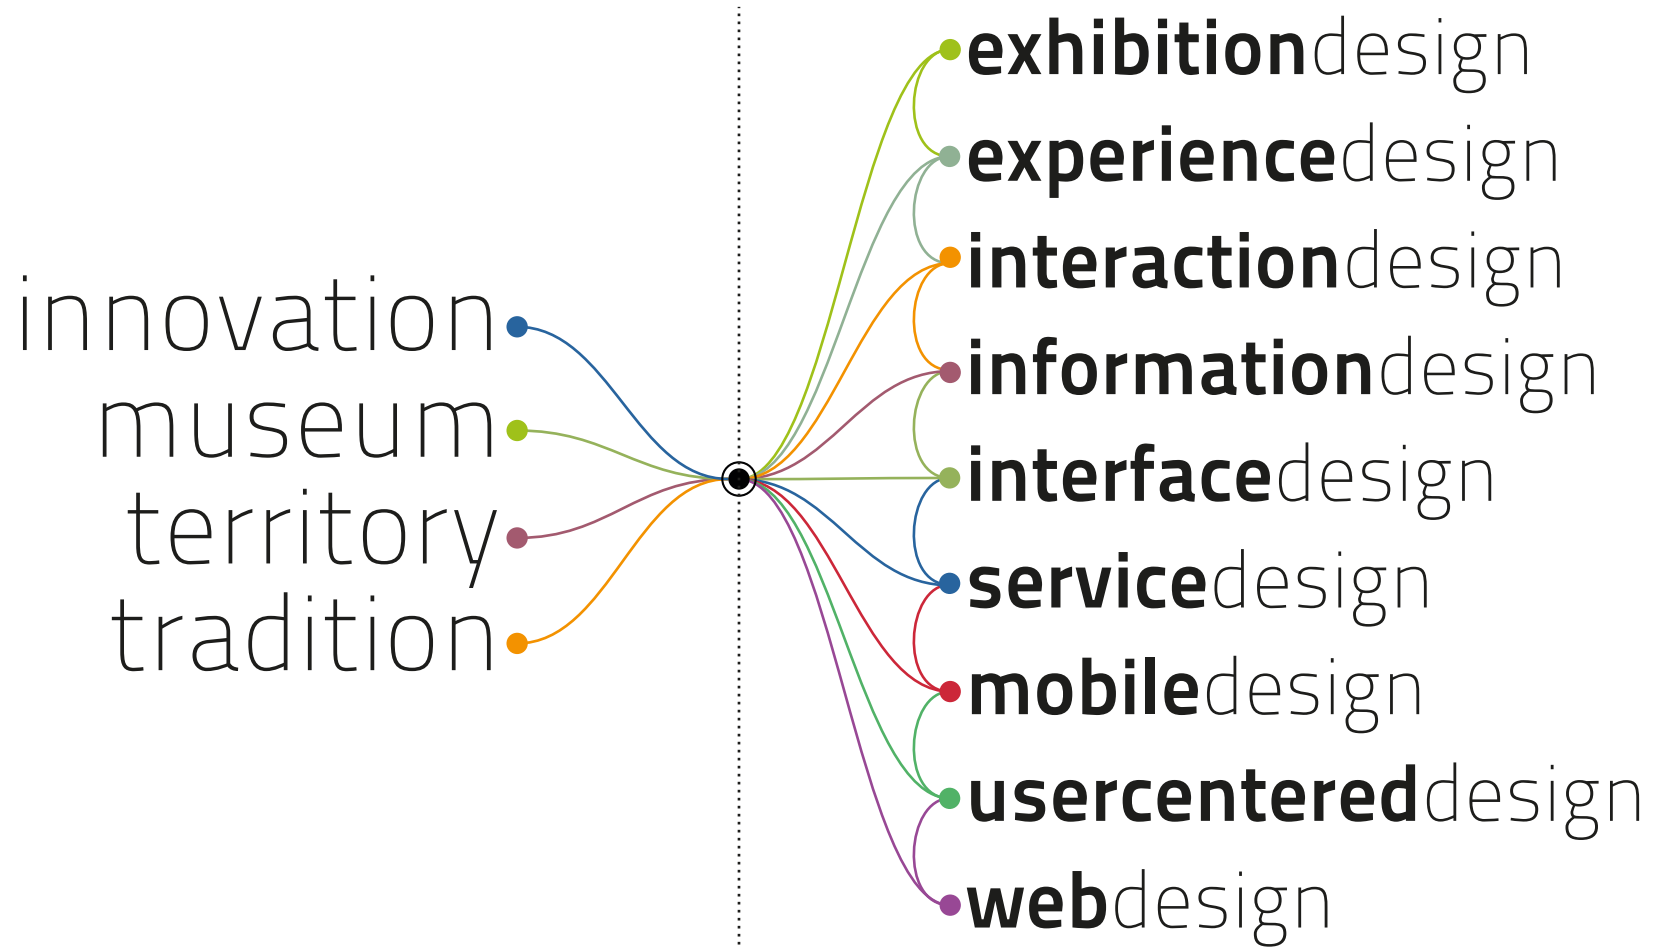 innovation
museum
territory
tradition
exhibitiondesign
experiencedesign
interactiondesign
informationdesign
interfacedesign
servicedesign
mobiledesign
usercentereddesign
webdesign